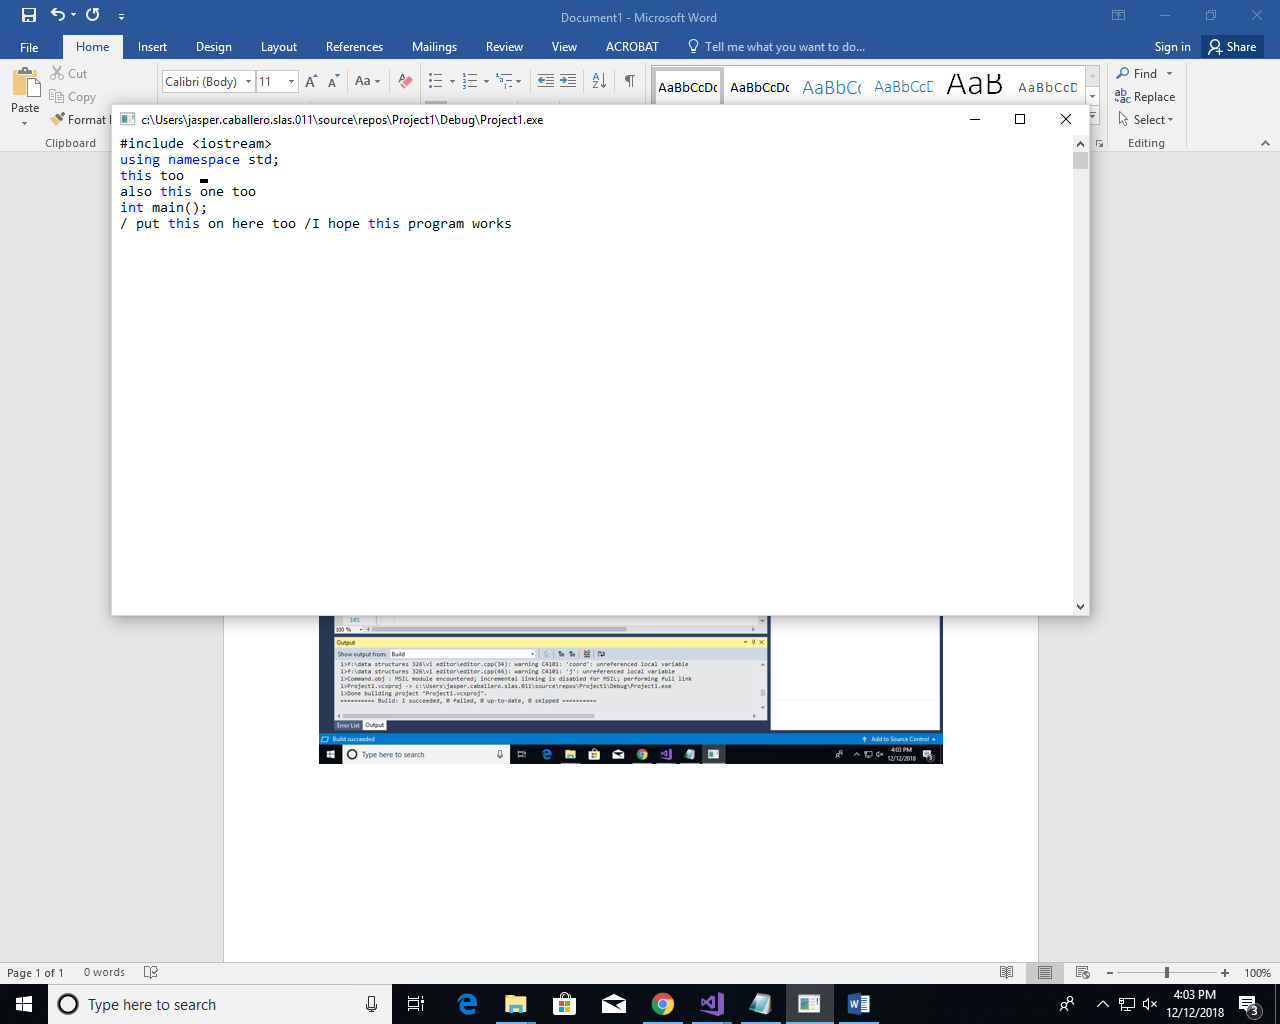 Document1 - Microsoft Word
File Home Insert Design Layout References Mailings Review View ACROBAT Tell me what you want to do... Sign in Share
Cut
Copy
Format
Paste
Clipboard
Calibri (Body) 11
Aa
AaBbCcDc AaBbCcDc AaBbCc AaBbCcD AaB AaBbCcD
Find
Replace
Select
Editing
c:\Users\jasper.caballero.slas.011\source\repos\Project1\Debug\Project1.exe
#include <iostream>
using namespace std;
this too
also this one too
int main();
/ put this on here too /I hope this program works
101
100 %
Output
Show output from: Build
1>f:\data structures 326\vi editor\editor.cpp(34): warning C4101: 'coord': unreferenced local variable
1>f:\data structures 326\vi editor\editor.cpp(46): warning C4101: 'j': unreferenced local variable
1>Command.obj : MSIL module encountered; incremental linking is disabled for MSIL; performing full link
1>Project1.vcxproj -> c:\Users\jasper.caballero.slas.011\source\repos\Project1\Debug\Project1.exe
1>Done building project "Project1.vcxproj".
========== Build: 1 succeeded, 0 failed, 0 up-to-date, 0 skipped ==========
Error List Output
Build succeeded Add to Source Control
Type here to search 4:03 PM
12/12/2018
3
Page 1 of 1 0 words 100%
Type here to search 4:03 PM
12/12/2018
3